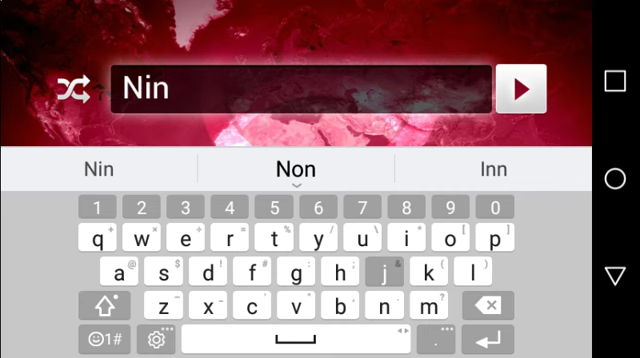 Nin
Nin Non Inn
1 2 3 4 5 6 7 8 9 0
q + w × e ÷ r = t % y / u \ i * o [ p ]
a @ s $ d ! f # g : h ; j & k ( l )
z - x – c ' v " b , n . m ?
☺1# .